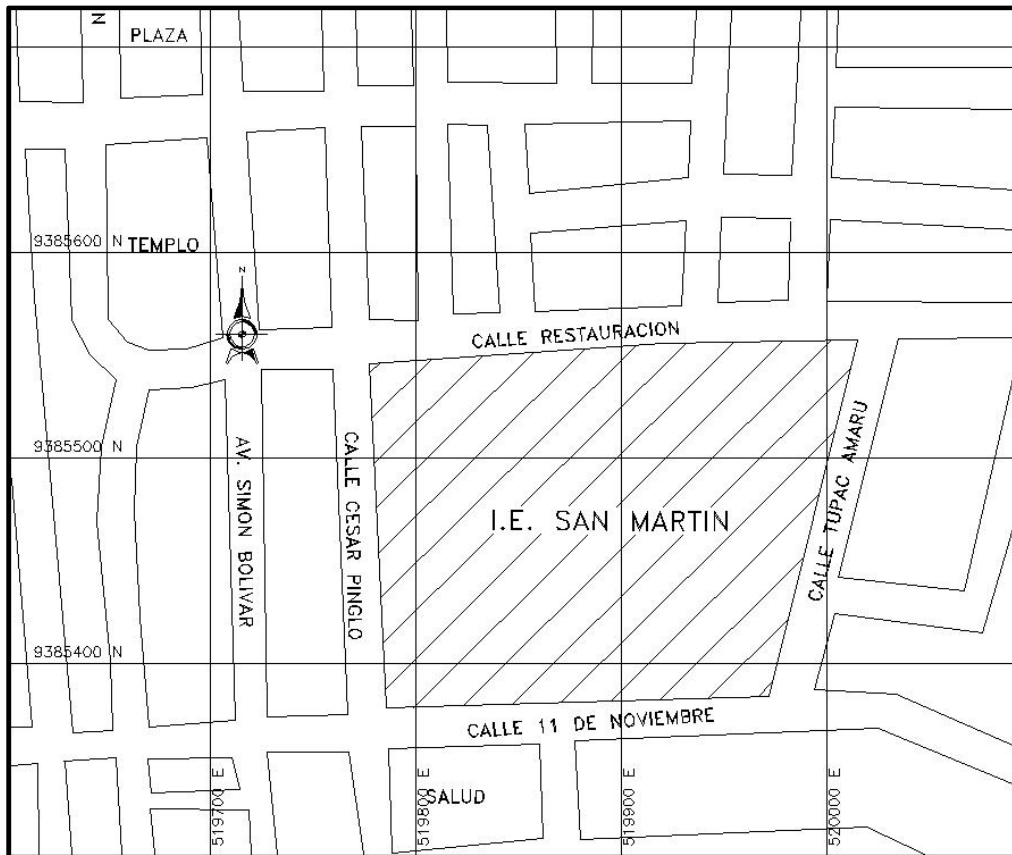 N
PLAZA
9385600 N
TEMPLO
N
CALLE RESTAURACION
9385500 N
AV. SIMON BOLIVAR
CALLE CESAR PINGLO
I.E. SAN MARTIN
CALLE TUPAC AMARU
9385400 N
CALLE 11 DE NOVIEMBRE
519700 E
519800 E
SALUD
519900 E
520000 E